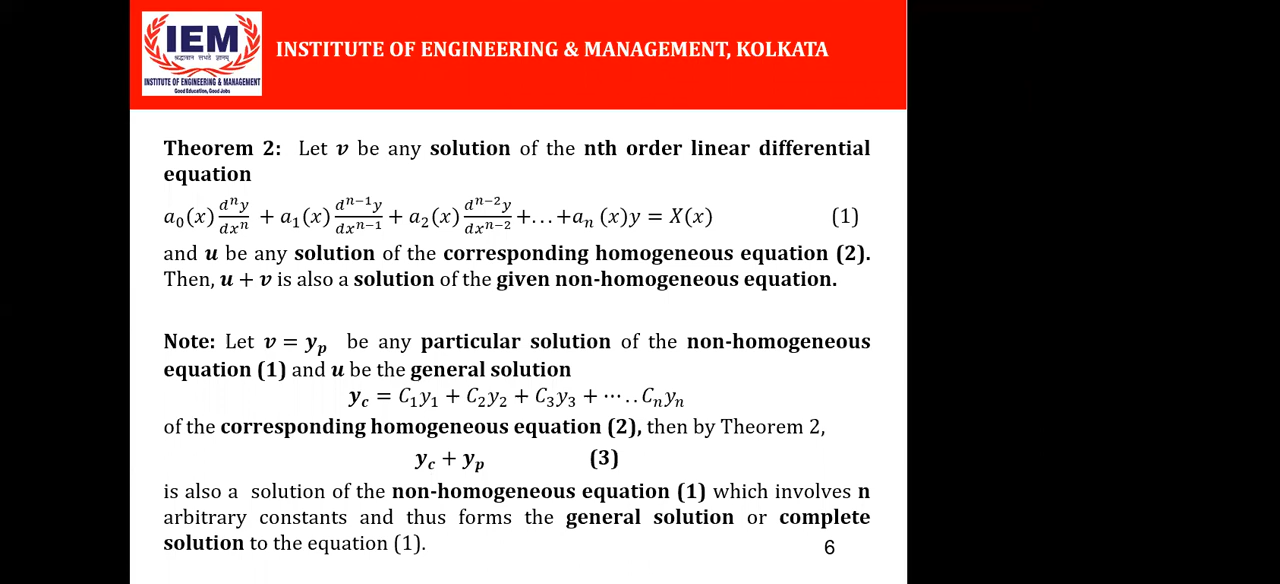 IEM
श्रद्धावान लभते ज्ञानम्
INSTITUTE OF ENGINEERING & MANAGEMENT
Good Education, Good Jobs
INSTITUTE OF ENGINEERING & MANAGEMENT, KOLKATA
Theorem 2: Let v be any solution of the nth order linear differential
equation
a₀(x) dⁿy/dxⁿ + a₁(x) dⁿ⁻¹y/dxⁿ⁻¹ + a₂(x) dⁿ⁻²y/dxⁿ⁻² +...+aₙ (x)y = X(x) (1)
and u be any solution of the corresponding homogeneous equation (2).
Then, u + v is also a solution of the given non-homogeneous equation.
Note: Let v = yₚ be any particular solution of the non-homogeneous
equation (1) and u be the general solution
y_c = C₁y₁ + C₂y₂ + C₃y₃ + ⋯.. Cₙyₙ
of the corresponding homogeneous equation (2), then by Theorem 2,
y_c + yₚ (3)
is also a solution of the non-homogeneous equation (1) which involves n
arbitrary constants and thus forms the general solution or complete
solution to the equation (1).
6